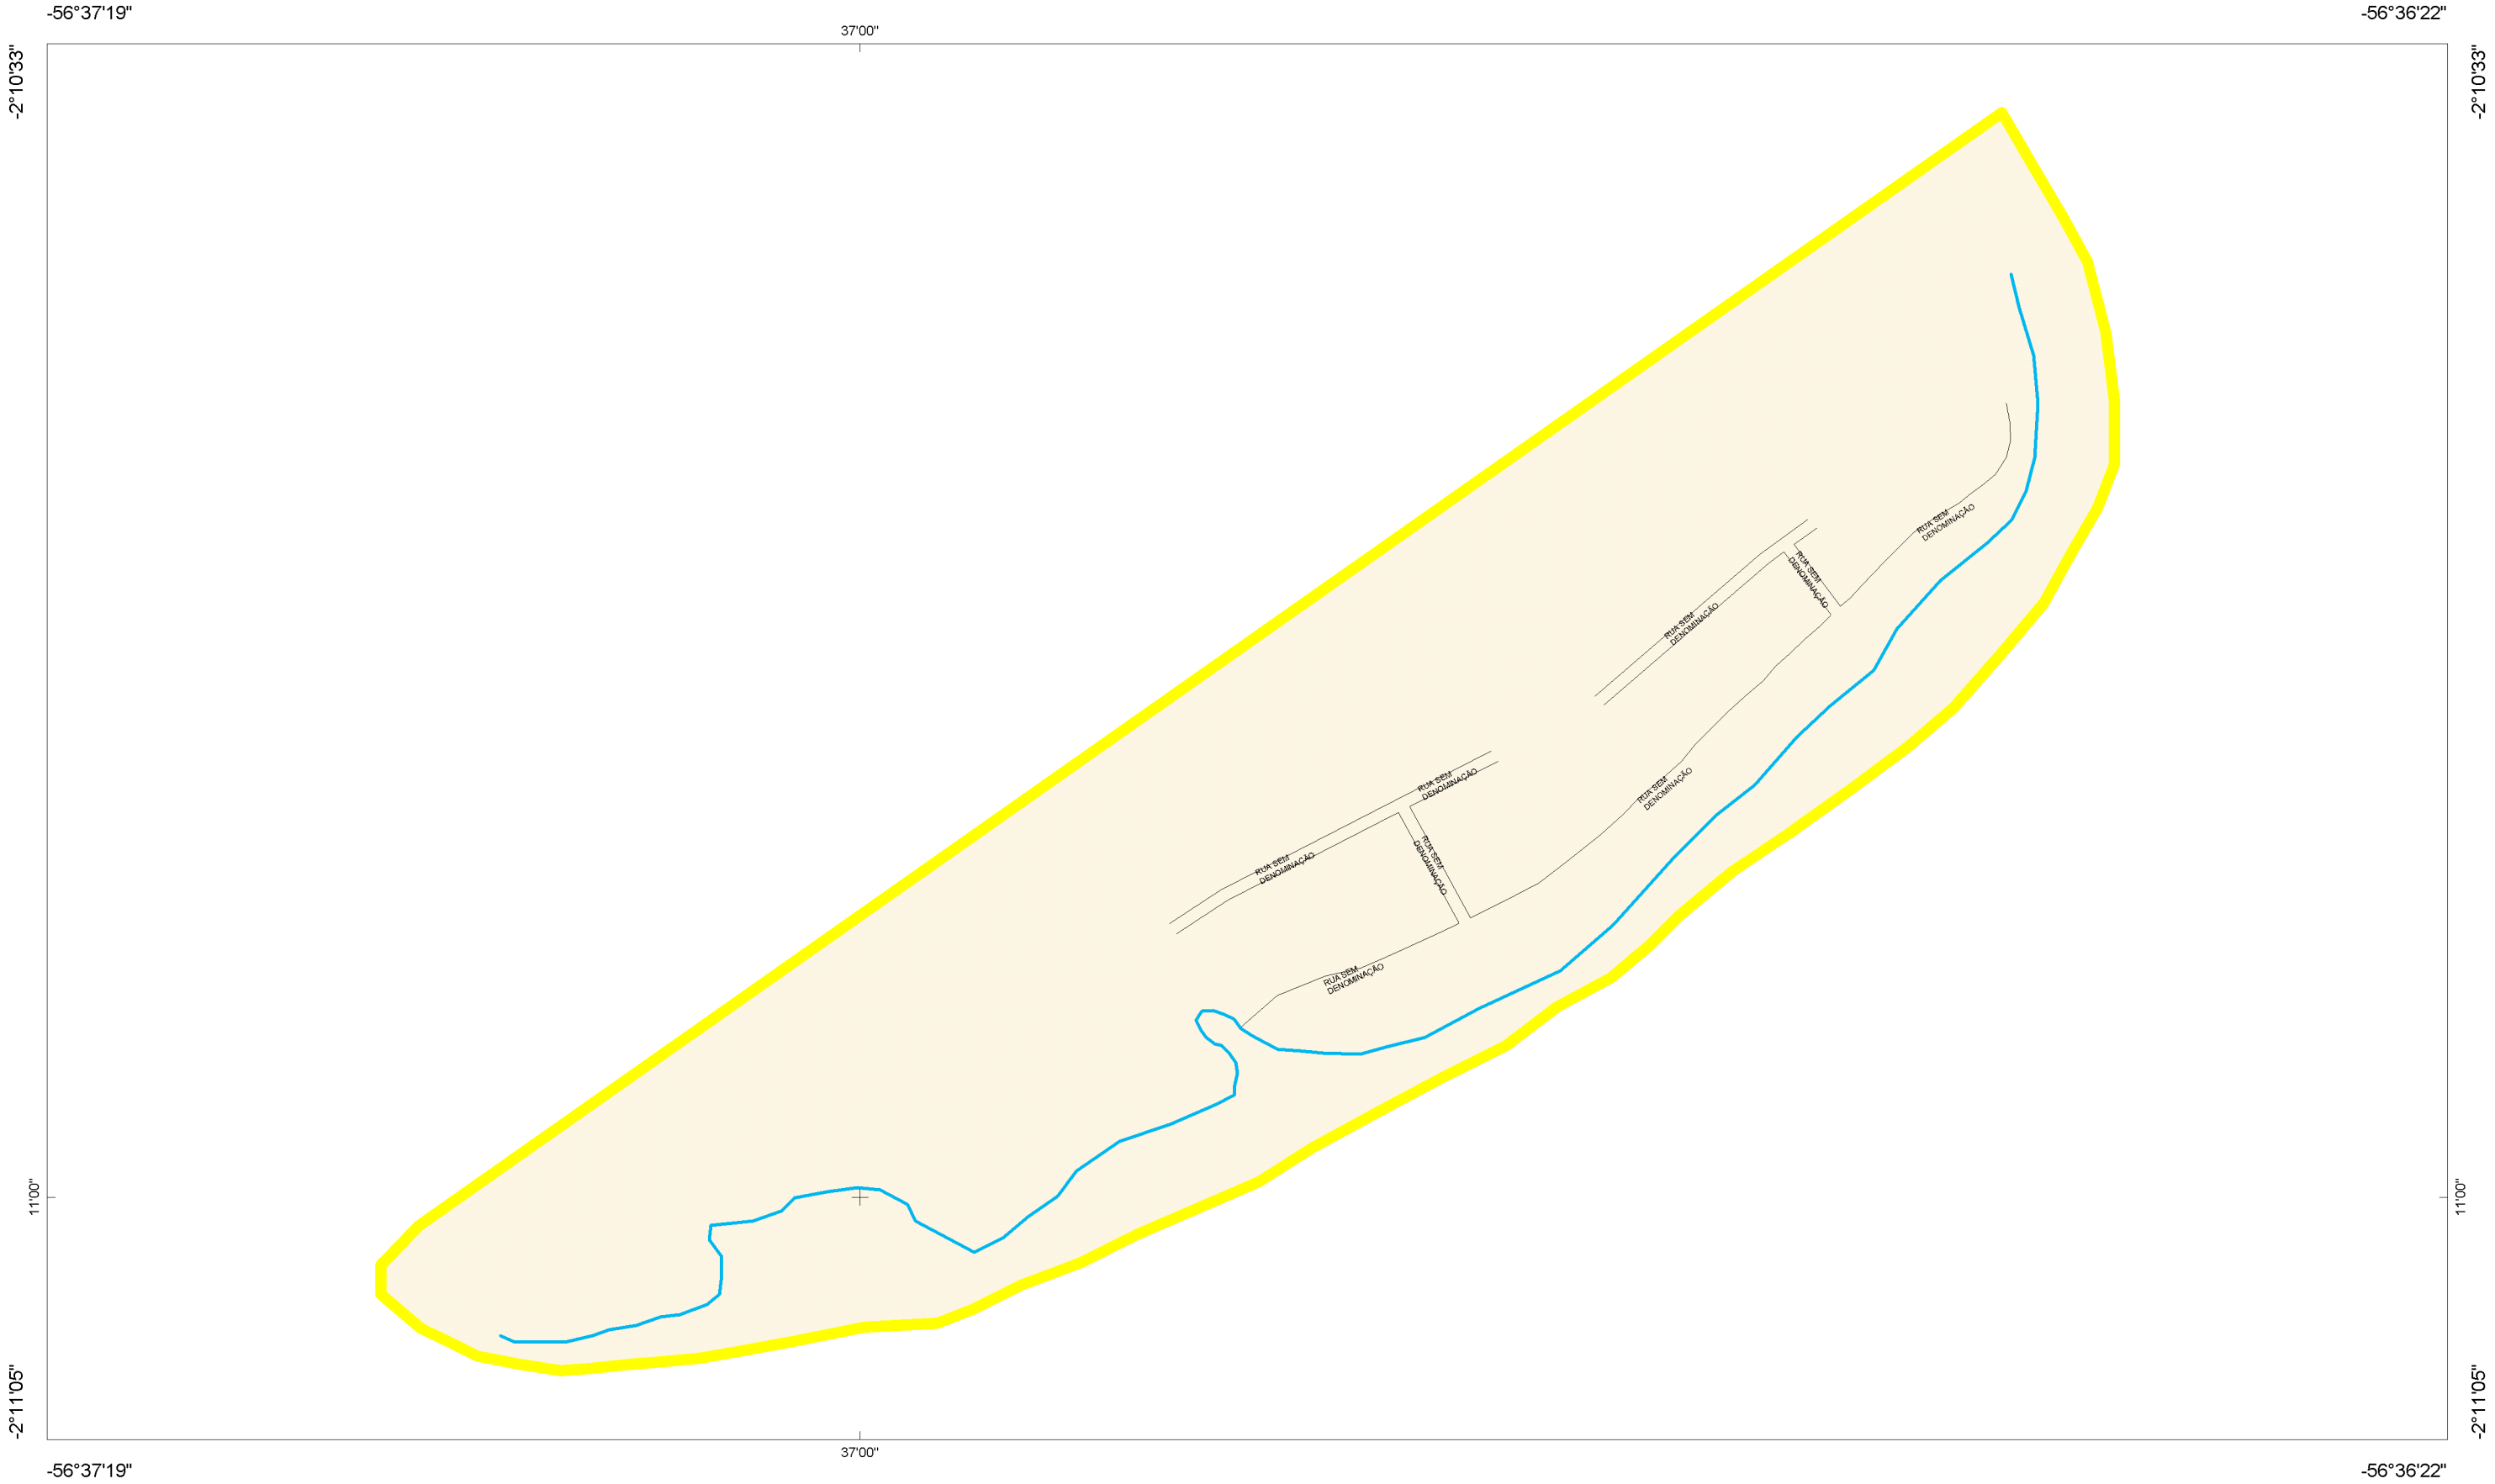 -56°37'19"
-56°36'22"
37'00"
-2°10'33"
-2°10'33"
RUA SEM
DENOMINAÇÃO
RUA SEM
DENOMINAÇÃO
RUA SEM
DENOMINAÇÃO
RUA SEM
DENOMINAÇÃO
RUA SEM
DENOMINAÇÃO
RUA SEM
DENOMINAÇÃO
RUA SEM
DENOMINAÇÃO
RUA SEM
DENOMINAÇÃO
11'00"
11'00"
-2°11'05"
-2°11'05"
37'00"
-56°37'19"
-56°36'22"